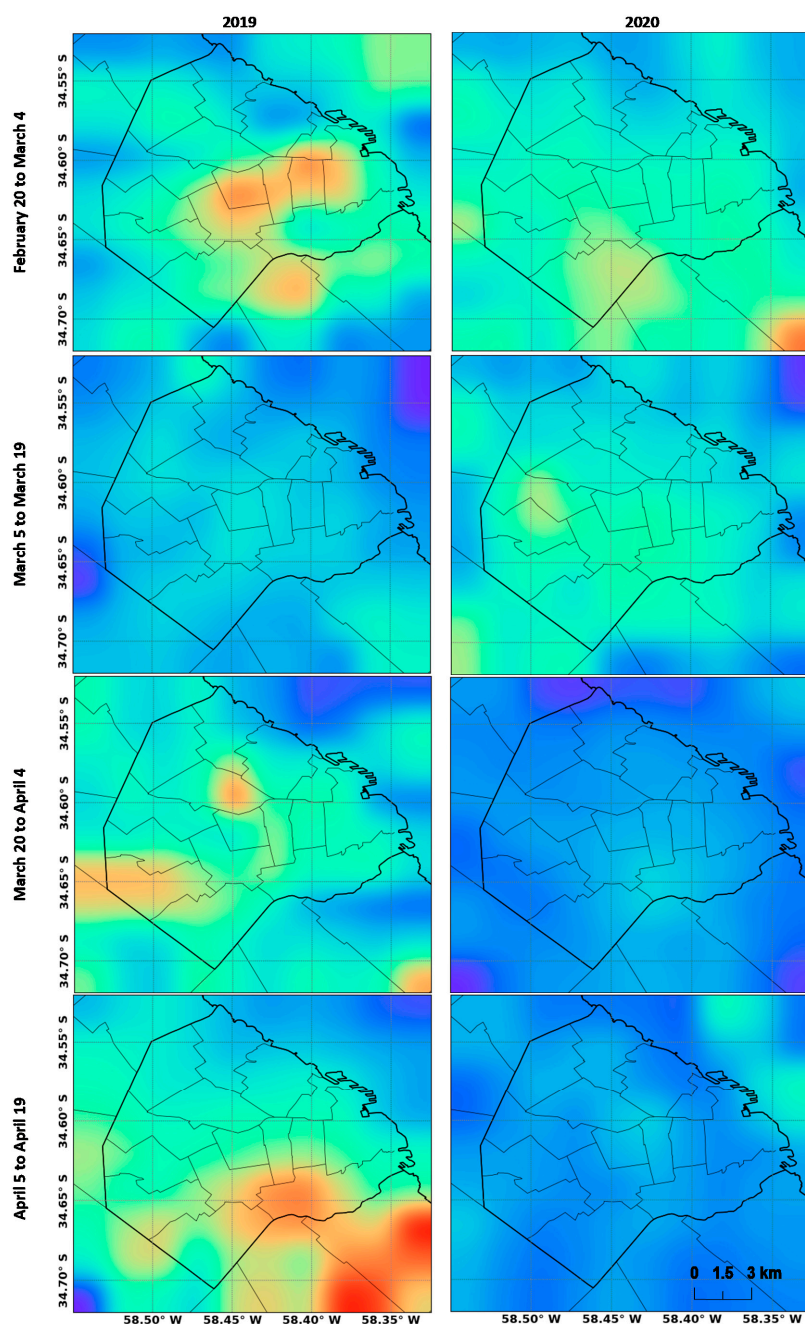 2019 2020
February 20 to March 4
34.55° S
34.60° S
34.65° S
34.70° S
March 5 to March 19
34.55° S
34.60° S
34.65° S
34.70° S
March 20 to April 4
34.55° S
34.60° S
34.65° S
34.70° S
April 5 to April 19
34.55° S
34.60° S
34.65° S
34.70° S
0 1.5 3 km
58.50° W 58.45° W 58.40° W 58.35° W 58.50° W 58.45° W 58.40° W 58.35° W